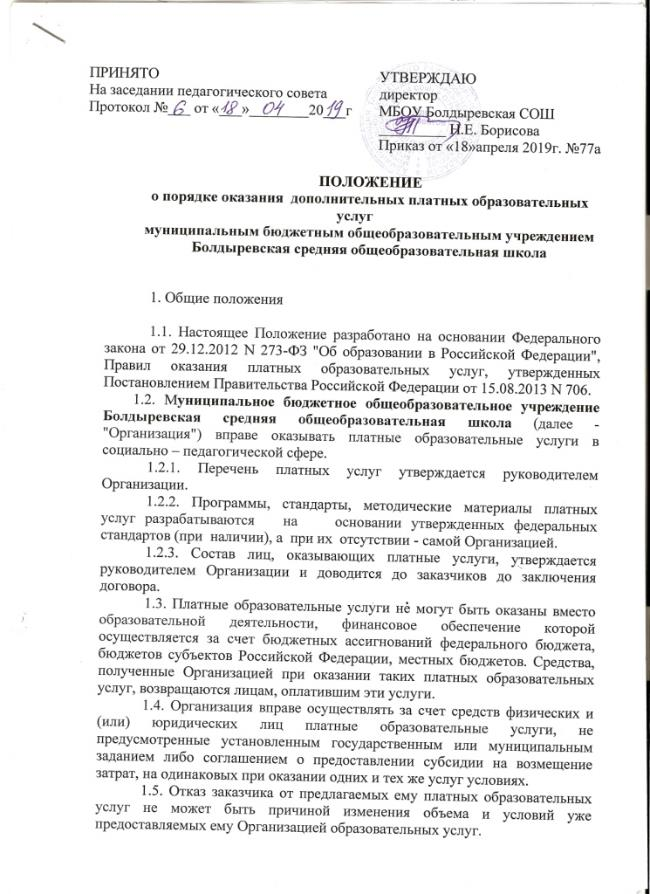 ПРИНЯТО
На заседании педагогического совета
Протокол № 6 от «18» 04 2019г
УТВЕРЖДАЮ
директор
МБОУ Болдыревская СОШ
Н.Е. Борисова
Приказ от «18»апреля 2019г. №77а
ПОЛОЖЕНИЕ
о порядке оказания дополнительных платных образовательных
услуг
муниципальным бюджетным общеобразовательным учреждением
Болдыревская средняя общеобразовательная школа
1. Общие положения
1.1. Настоящее Положение разработано на основании Федерального
закона от 29.12.2012 N 273-ФЗ "Об образовании в Российской Федерации",
Правил оказания платных образовательных услуг, утвержденных
Постановлением Правительства Российской Федерации от 15.08.2013 N 706.
1.2. Муниципальное бюджетное общеобразовательное учреждение
Болдыревская средняя общеобразовательная школа (далее -
"Организация") вправе оказывать платные образовательные услуги в
социально – педагогической сфере.
1.2.1. Перечень платных услуг утверждается руководителем
Организации.
1.2.2. Программы, стандарты, методические материалы платных
услуг разрабатываются на основании утвержденных федеральных
стандартов (при наличии), а при их отсутствии - самой Организацией.
1.2.3. Состав лиц, оказывающих платные услуги, утверждается
руководителем Организации и доводится до заказчиков до заключения
договора.
1.3. Платные образовательные услуги не могут быть оказаны вместо
образовательной деятельности, финансовое обеспечение которой
осуществляется за счет бюджетных ассигнований федерального бюджета,
бюджетов субъектов Российской Федерации, местных бюджетов. Средства,
полученные Организацией при оказании таких платных образовательных
услуг, возвращаются лицам, оплатившим эти услуги.
1.4. Организация вправе осуществлять за счет средств физических и
(или) юридических лиц платные образовательные услуги, не
предусмотренные установленным государственным или муниципальным
заданием либо соглашением о предоставлении субсидии на возмещение
затрат, на одинаковых при оказании одних и тех же услуг условиях.
1.5. Отказ заказчика от предлагаемых ему платных образовательных
услуг не может быть причиной изменения объема и условий уже
предоставляемых ему Организацией образовательных услуг.